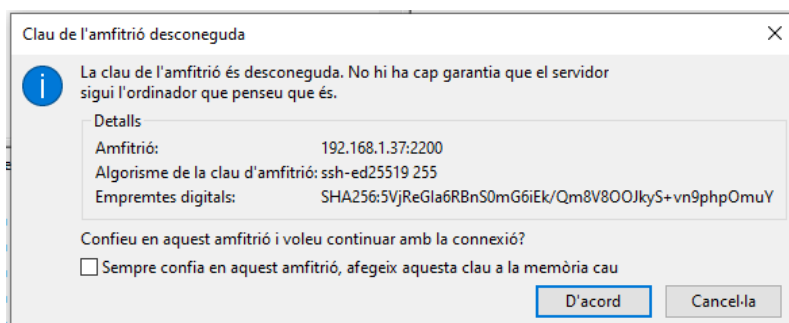 Clau de l'amfitrió desconeguda
La clau de l'amfitrió és desconeguda. No hi ha cap garantia que el servidor
sigui l'ordinador que penseu que és.
Detalls
Amfitrió: 192.168.1.37:2200
Algorisme de la clau d'amfitrió: ssh-ed25519 255
Empremtes digitals: SHA256:5VjReGla6RBnS0mG6iEk/Qm8V8OOJkyS+vn9phpOmuY
Confieu en aquest amfitrió i voleu continuar amb la connexió?
Sempre confia en aquest amfitrió, afegeix aquesta clau a la memòria cau
D'acord Cancel·la